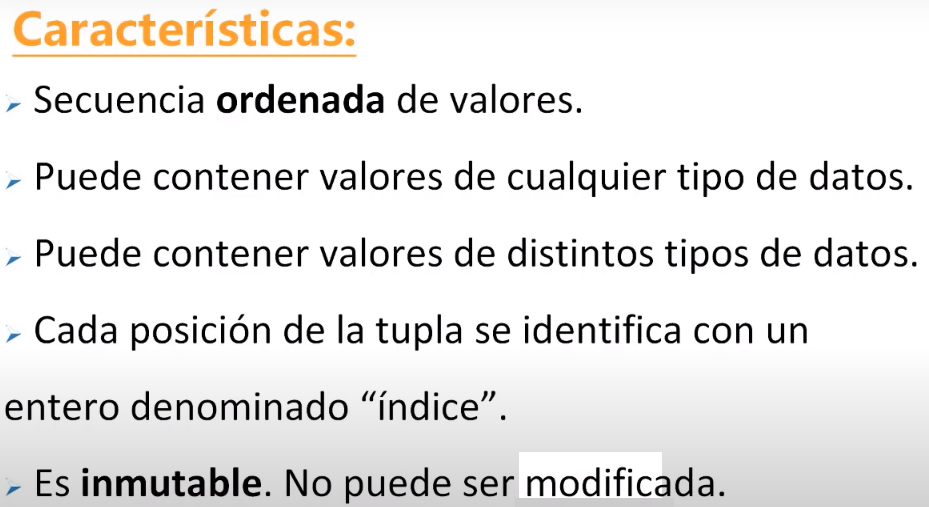 Características:
➢ Secuencia ordenada de valores.
➢ Puede contener valores de cualquier tipo de datos.
➢ Puede contener valores de distintos tipos de datos.
➢ Cada posición de la tupla se identifica con un
entero denominado “índice”.
➢ Es inmutable. No puede ser modificada.